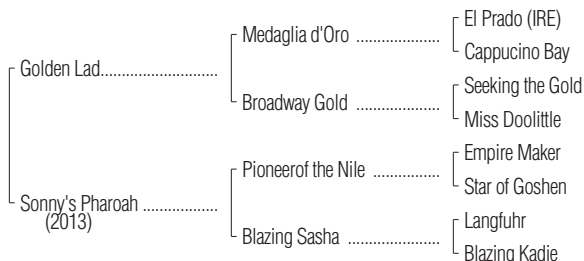 El Prado (IRE)
Medaglia d'Oro ....................
Cappucino Bay
Golden Lad............................
Seeking the Gold
Broadway Gold ....................
Miss Doolittle
Empire Maker
Pioneerof the Nile ................
Star of Goshen
Sonny's Pharoah ..................
(2013)
Langfuhr
Blazing Sasha ......................
Blazing Kadie